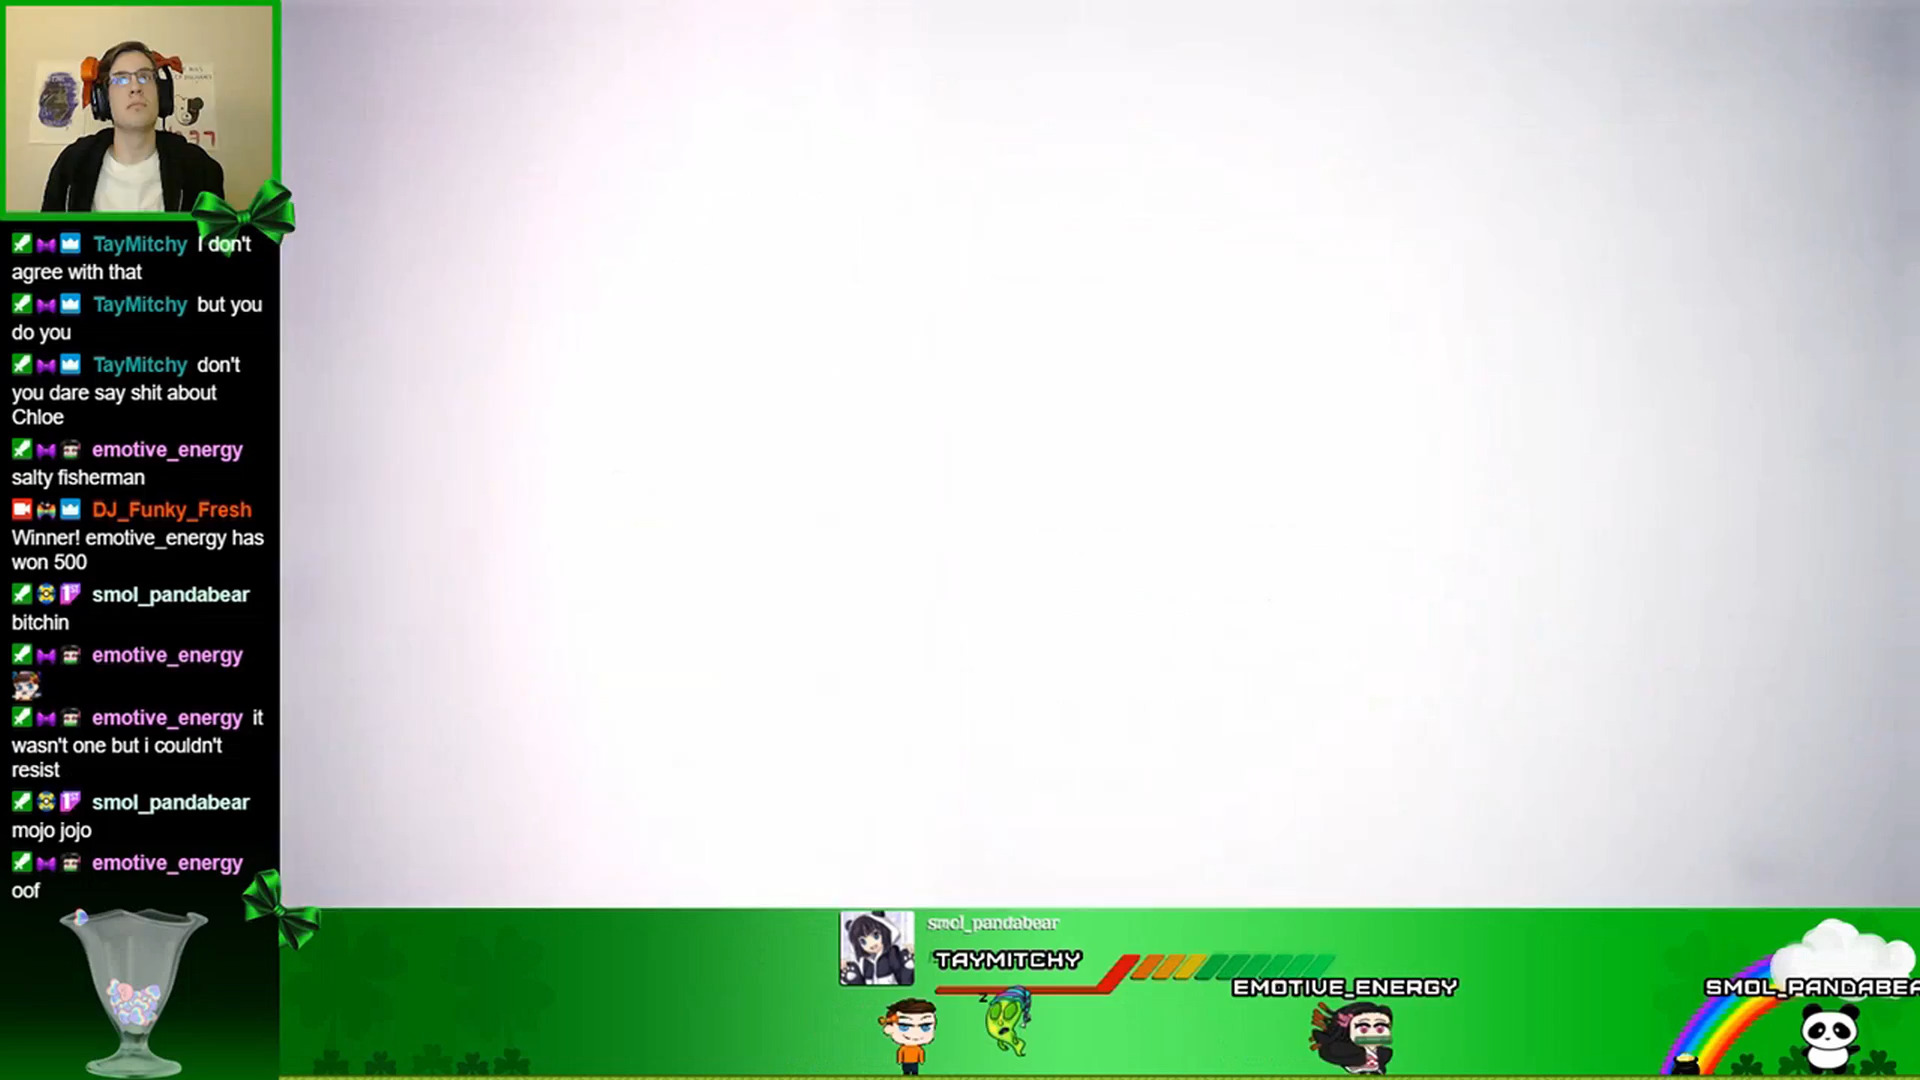 TayMitchy I don't
agree with that
TayMitchy but you
do you
TayMitchy don't
you dare say shit about
Chloe
emotive_energy
salty fisherman
DJ_Funky_Fresh
Winner! emotive_energy has
won 500
smol_pandabear
bitchin
emotive_energy
emotive_energy it
wasn't one but i couldn't
resist
smol_pandabear
mojo jojo
emotive_energy
oof
smol_pandabear
TAYMITCHY
EMOTIVE_ENERGY
SMOL_PANDABEA